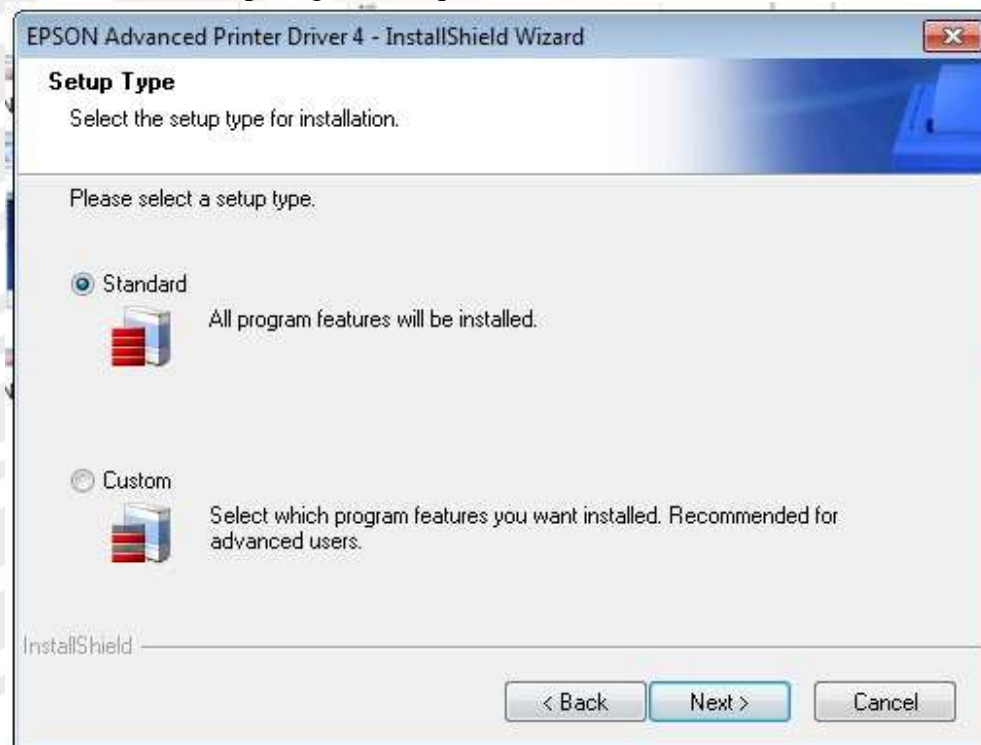 EPSON Advanced Printer Driver 4 - InstallShield Wizard
Setup Type
Select the setup type for installation.
Please select a setup type.
Standard
All program features will be installed.
Custom
Select which program features you want installed. Recommended for
advanced users.
InstallShield
< Back Next > Cancel